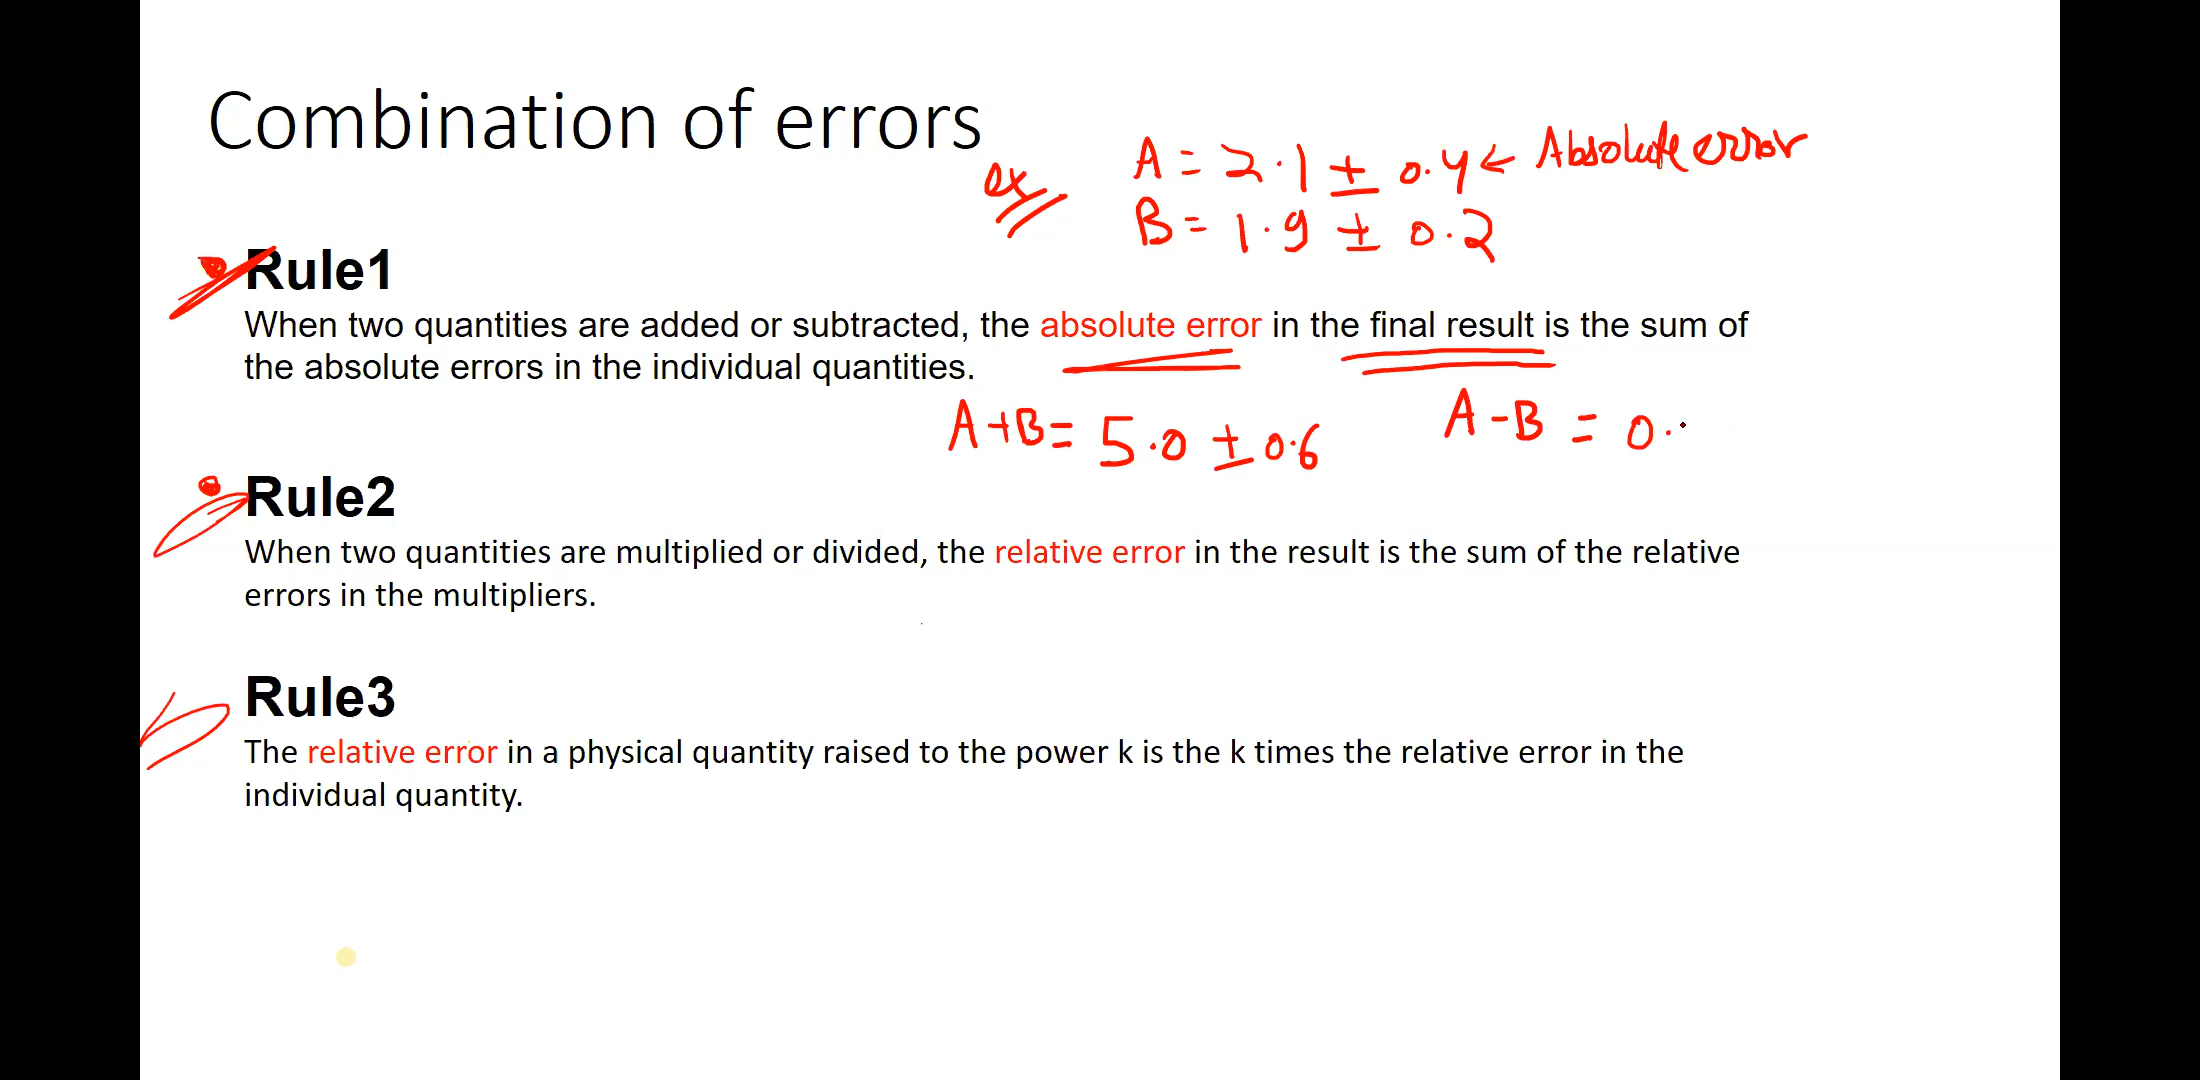 Combination of errors
ex
A = 2.1 ± 0.4 ← Absolute error
B = 1.9 ± 0.2
Rule1
When two quantities are added or subtracted, the absolute error in the final result is the sum of
the absolute errors in the individual quantities.
A+B = 5.0 ± 0.6
A-B = 0.
Rule2
When two quantities are multiplied or divided, the relative error in the result is the sum of the relative
errors in the multipliers.
Rule3
The relative error in a physical quantity raised to the power k is the k times the relative error in the
individual quantity.